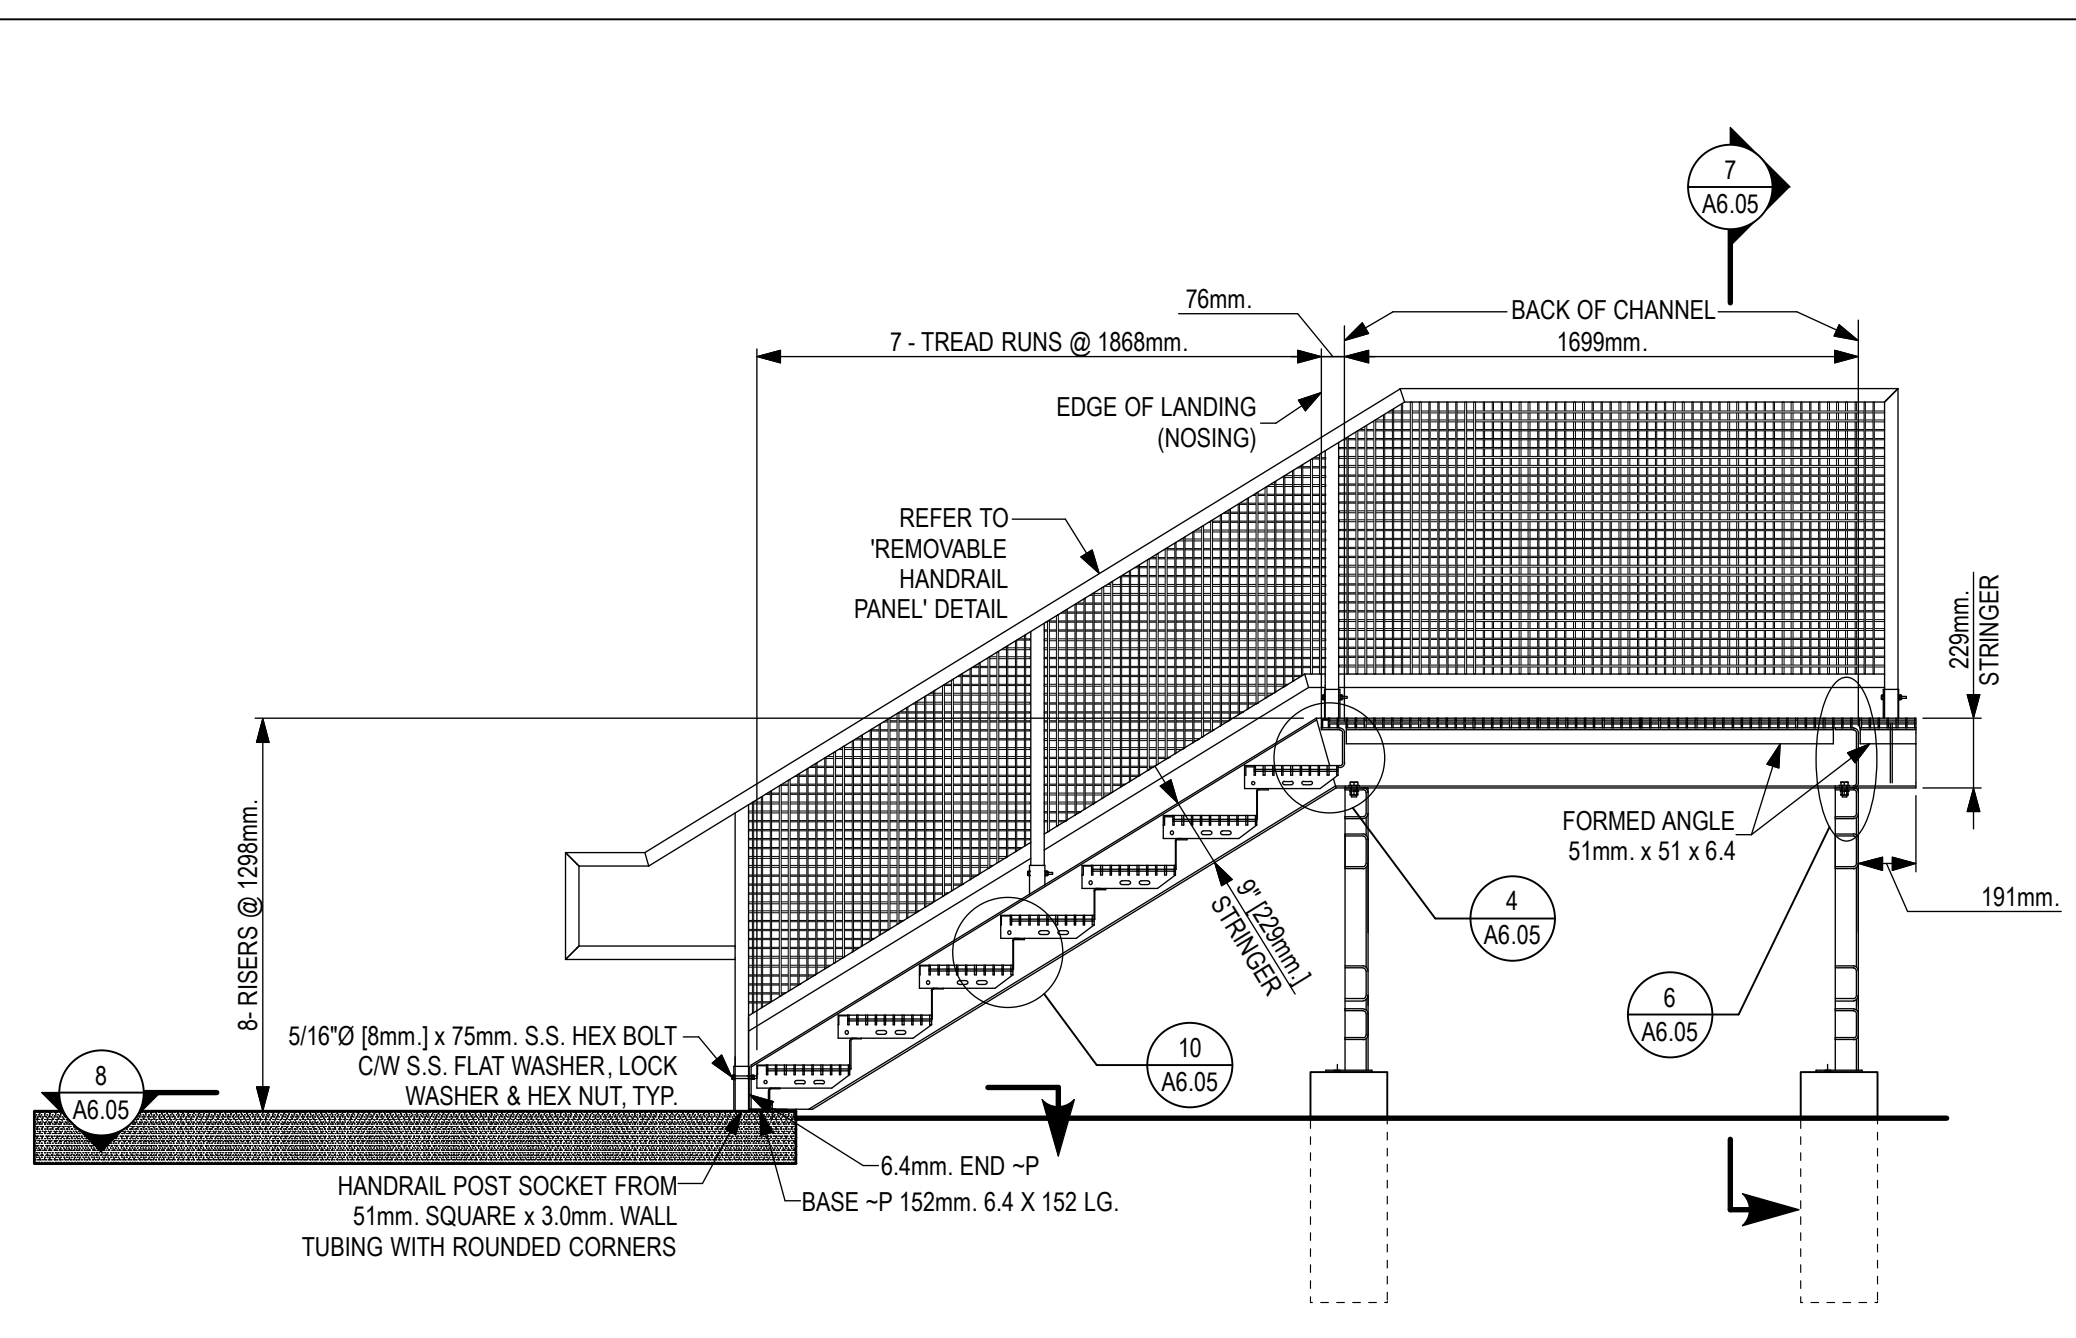 7
A6.05
76mm.
BACK OF CHANNEL
7 - TREAD RUNS @ 1868mm.
1699mm.
EDGE OF LANDING
(NOSING)
REFER TO
'REMOVABLE
HANDRAIL
PANEL' DETAIL
229mm.
STRINGER
8- RISERS @ 1298mm.
FORMED ANGLE
51mm. x 51 x 6.4
9" [229mm.]
STRINGER
4
A6.05
191mm.
6
A6.05
10
A6.05
5/16"Ø [8mm.] x 75mm. S.S. HEX BOLT
C/W S.S. FLAT WASHER, LOCK
WASHER & HEX NUT, TYP.
8
A6.05
6.4mm. END ~P
BASE ~P 152mm. 6.4 X 152 LG.
HANDRAIL POST SOCKET FROM
51mm. SQUARE x 3.0mm. WALL
TUBING WITH ROUNDED CORNERS